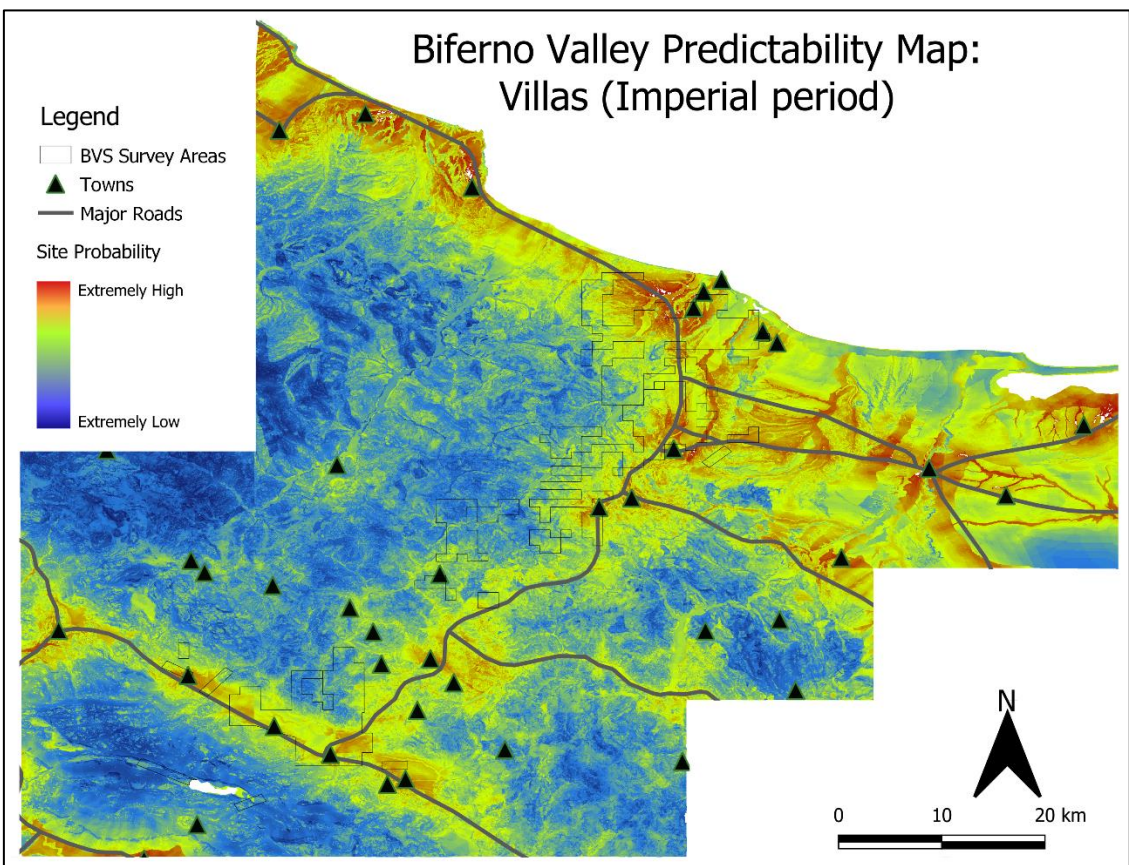 Biferno Valley Predictability Map:
Villas (Imperial period)
Legend
BVS Survey Areas
Towns
Major Roads
Site Probability
Extremely High
Extremely Low
N
0 10 20 km